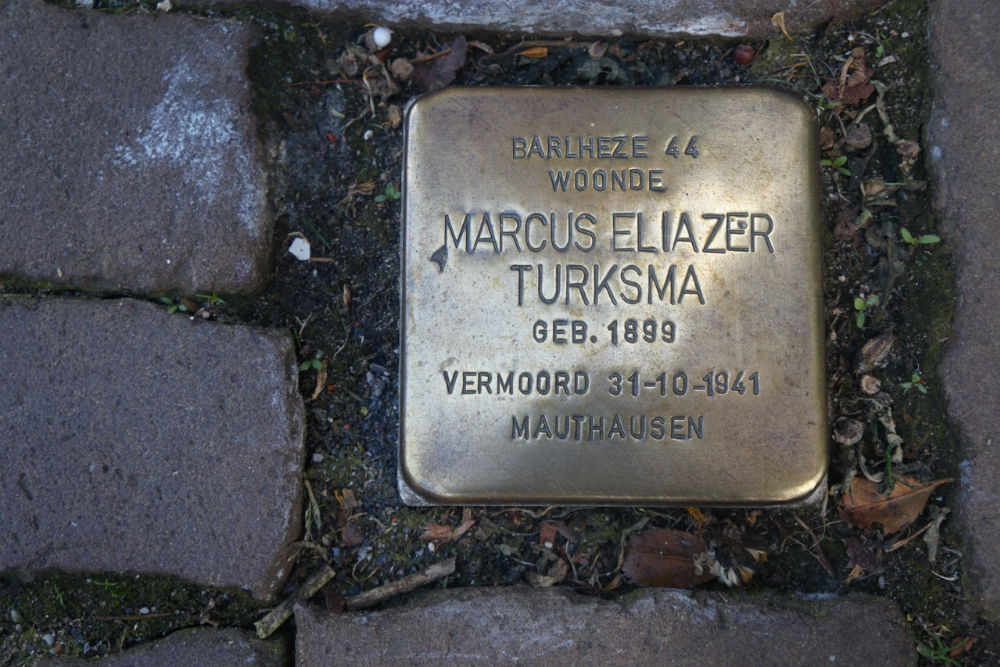 BARLHEZE 44
WOONDE
MARCUS ELIAZER
TURKSMA
GEB. 1899
VERMOORD 31-10-1941
MAUTHAUSEN